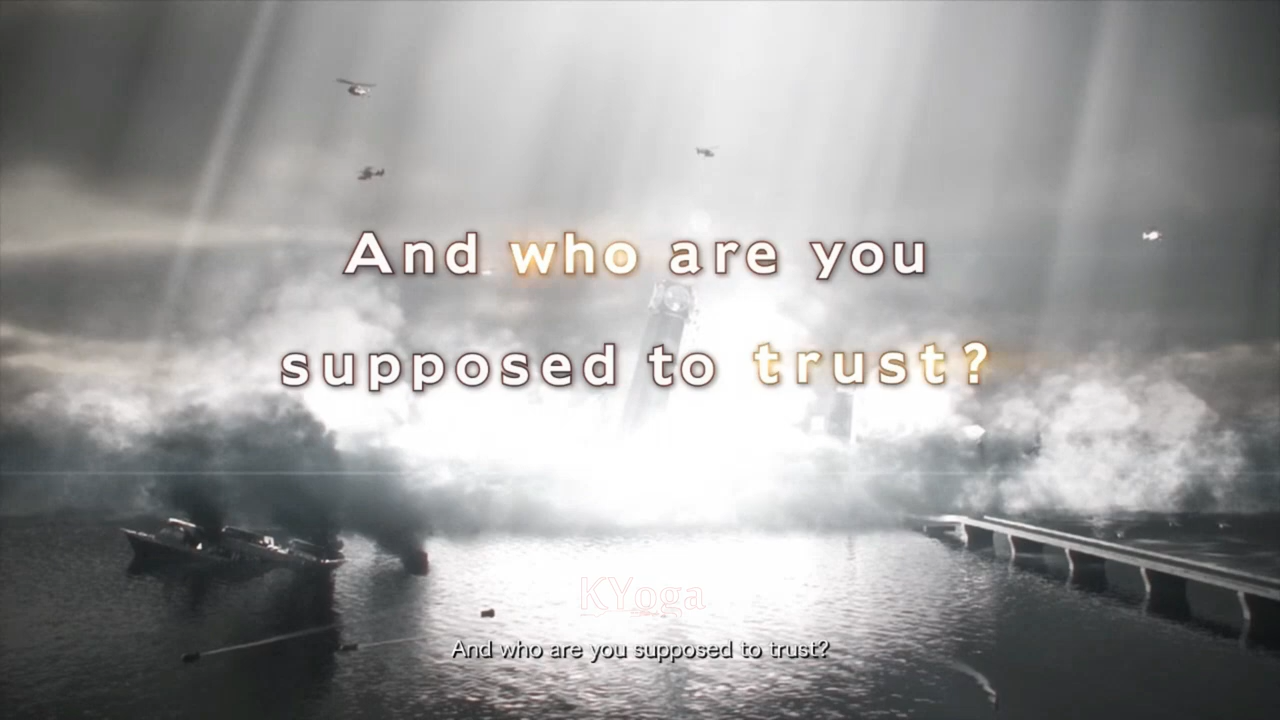 And who are you
supposed to trust?
KYoga
And who are you supposed to trust?